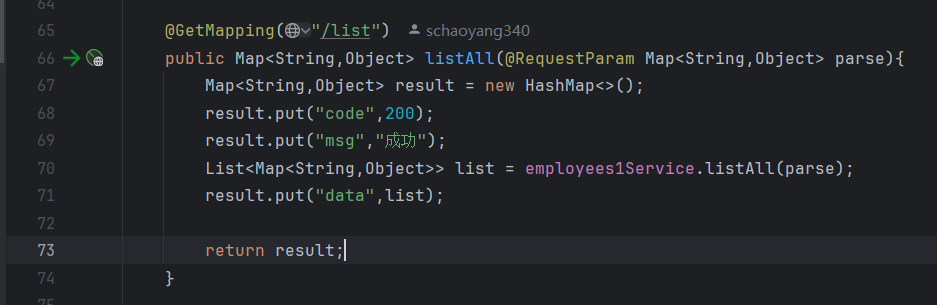 64
65 @GetMapping("/list") schaoyang340
66 public Map<String,Object> listAll(@RequestParam Map<String,Object> parse){
67 Map<String,Object> result = new HashMap<>();
68 result.put("code",200);
69 result.put("msg","成功");
70 List<Map<String,Object>> list = employees1Service.listAll(parse);
71 result.put("data",list);
72
73 return result;
74 }
75